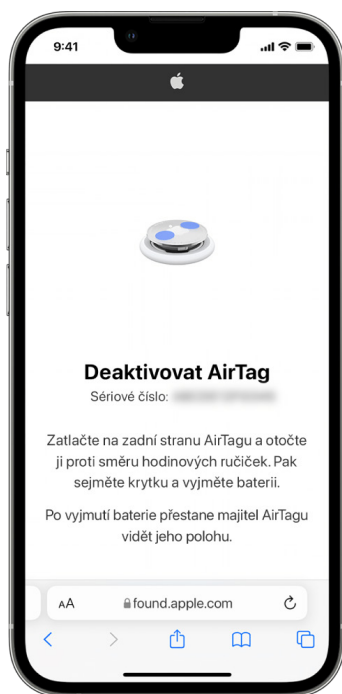 9:41
Deaktivovat AirTag
Sériové číslo:
Zatlačte na zadní stranu AirTagu a otočte
ji proti směru hodinových ručiček. Pak
sejměte krytku a vyjměte baterii.
Po vyjmutí baterie přestane majitel AirTagu
vidět jeho polohu.
AA
found.apple.com